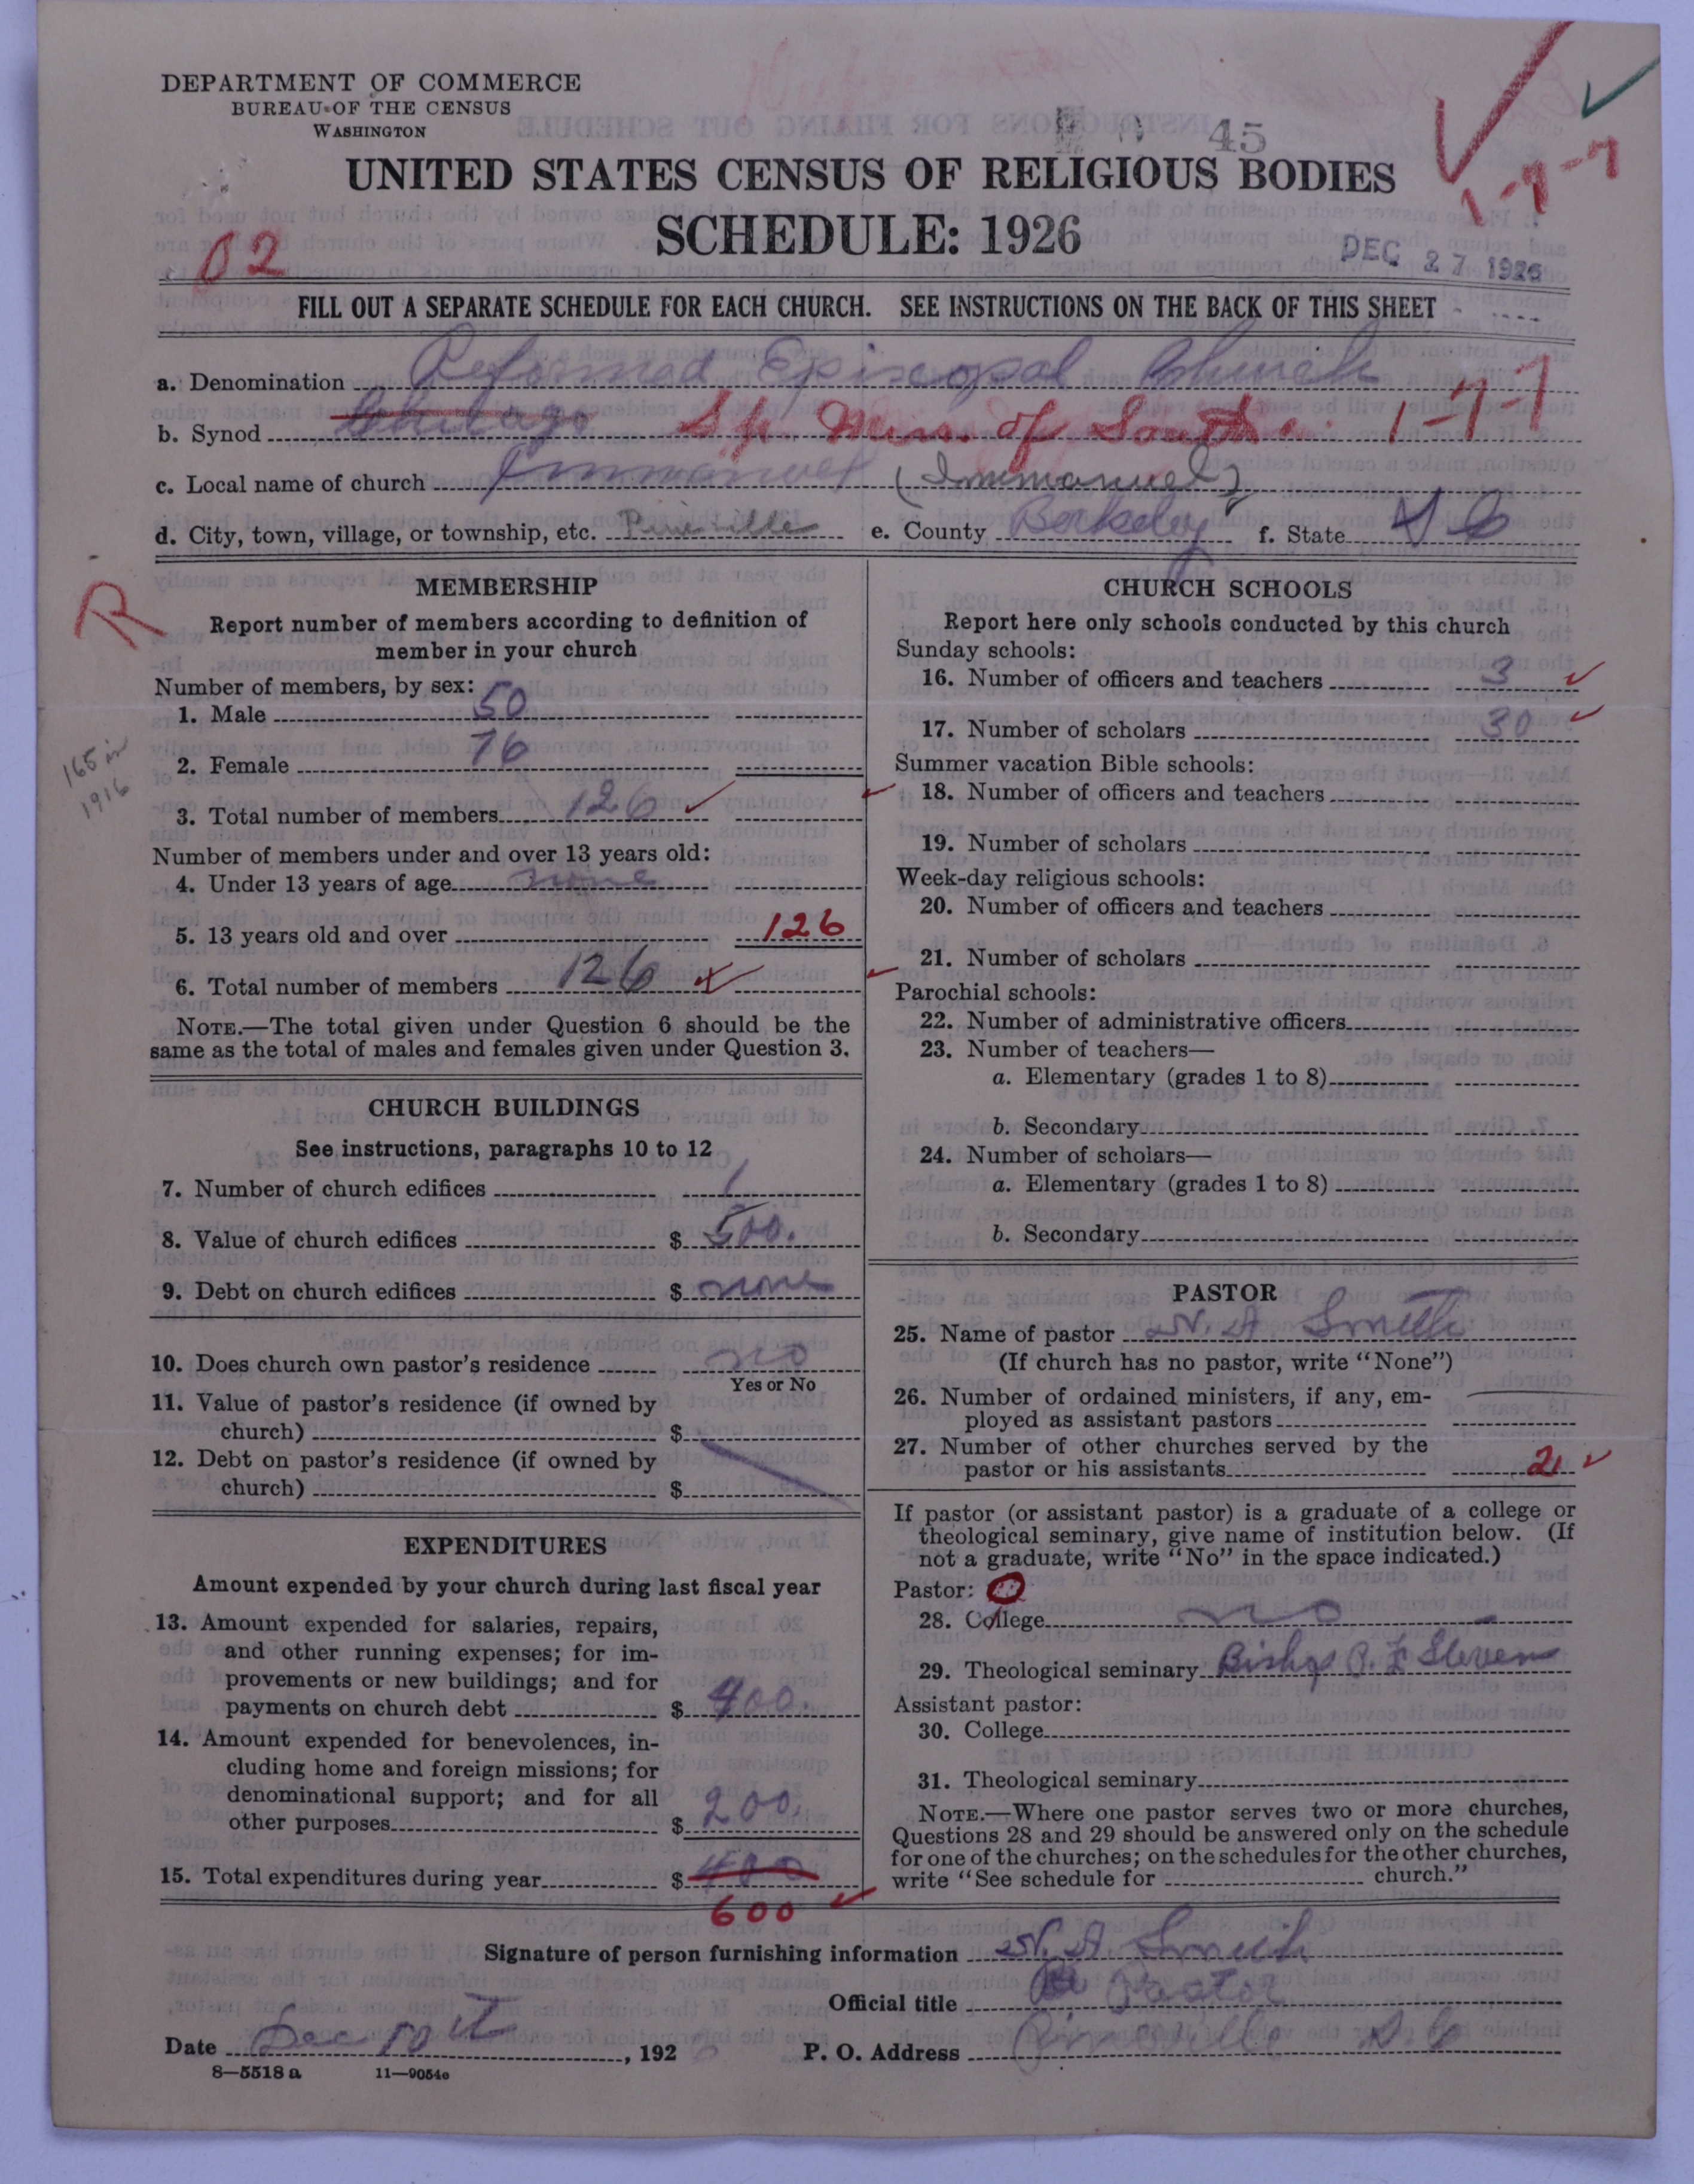 DEPARTMENT OF COMMERCE
BUREAU OF THE CENSUS
WASHINGTON
45
UNITED STATES CENSUS OF RELIGIOUS BODIES
SCHEDULE: 1926
1-7-7
02
DEC 27 1926
FILL OUT A SEPARATE SCHEDULE FOR EACH CHURCH. SEE INSTRUCTIONS ON THE BACK OF THIS SHEET
a. Denomination Reformed Episcopal Church
b. Synod Chicago Sp. Miss. of South. 1-7-7
c. Local name of church Immanuel (Immanuel)
d. City, town, village, or township, etc. Pineville e. County Berkeley f. State S C
R
MEMBERSHIP
Report number of members according to definition of
member in your church
Number of members, by sex:
1. Male 50
2. Female 76
165 in
1916
3. Total number of members 126
Number of members under and over 13 years old:
4. Under 13 years of age none
5. 13 years old and over 126
6. Total number of members 126
NOTE.—The total given under Question 6 should be the
same as the total of males and females given under Question 3.
CHURCH BUILDINGS
See instructions, paragraphs 10 to 12
7. Number of church edifices 1
8. Value of church edifices $ 500.
9. Debt on church edifices $ none
10. Does church own pastor's residence no
Yes or No
11. Value of pastor's residence (if owned by
church) $
12. Debt on pastor's residence (if owned by
church) $
EXPENDITURES
Amount expended by your church during last fiscal year
13. Amount expended for salaries, repairs,
and other running expenses; for im-
provements or new buildings; and for
payments on church debt $ 400.
14. Amount expended for benevolences, in-
cluding home and foreign missions; for
denominational support; and for all
other purposes $ 200.
15. Total expenditures during year $ 400
600
CHURCH SCHOOLS
Report here only schools conducted by this church
Sunday schools:
16. Number of officers and teachers 3
17. Number of scholars 30
Summer vacation Bible schools:
18. Number of officers and teachers
19. Number of scholars
Week-day religious schools:
20. Number of officers and teachers
21. Number of scholars
Parochial schools:
22. Number of administrative officers
23. Number of teachers—
a. Elementary (grades 1 to 8)
b. Secondary
24. Number of scholars—
a. Elementary (grades 1 to 8)
b. Secondary
PASTOR
25. Name of pastor W. A Smith
(If church has no pastor, write "None")
26. Number of ordained ministers, if any, em-
ployed as assistant pastors
27. Number of other churches served by the
pastor or his assistants 2
If pastor (or assistant pastor) is a graduate of a college or
theological seminary, give name of institution below. (If
not a graduate, write "No" in the space indicated.)
Pastor:
28. College no
29. Theological seminary Bishop P. F Steven
Assistant pastor:
30. College
31. Theological seminary
NOTE.—Where one pastor serves two or more churches,
Questions 28 and 29 should be answered only on the schedule
for one of the churches; on the schedules for the other churches,
write "See schedule for church."
Signature of person furnishing information W. A Smith
Official title Pastor
Date Dec , 192
P. O. Address Pineville S. C
8—5518 a 11—9054e